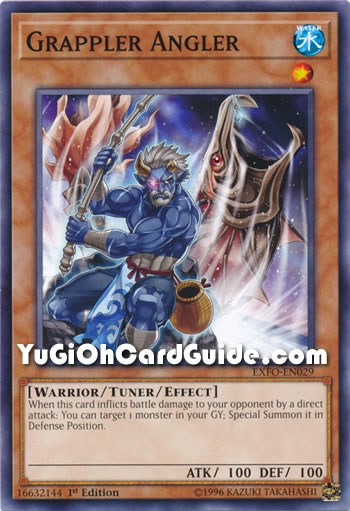 GRAPPLER ANGLER
WATER
水
YuGiOhCardGuide.com
EXFO-EN029
[WARRIOR/TUNER/EFFECT]
When this card inflicts battle damage to your opponent by a direct
attack: You can target 1 monster in your GY; Special Summon it in
Defense Position.
ATK/ 100 DEF/ 100
16632144 1st Edition ©1996 KAZUKI TAKAHASHI